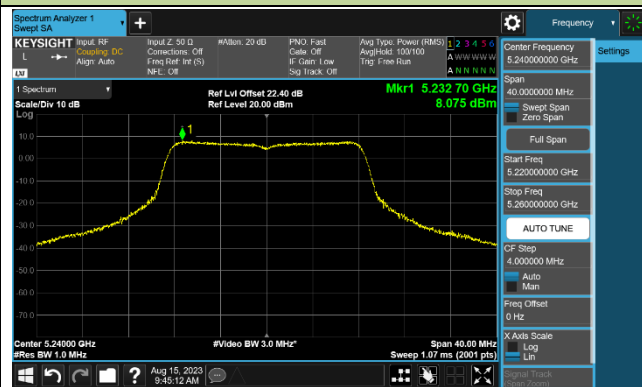 Spectrum Analyzer 1
Swept SA
Frequency
KEYSIGHT Input: RF Input Z: 50 Ω #Atten: 20 dB PNO: Fast Avg Type: Power (RMS) 1 2 3 4 5 6
L Coupling: DC Corrections: Off Gate: Off Avg|Hold: 100/100 A W W W W W
Align: Auto Freq Ref: Int (S) IF Gain: Low Trig: Free Run
NFE: Off Sig Track: Off A N N N N N
LXI
1 Spectrum
Scale/Div 10 dB
Log
Ref Lvl Offset 22.40 dB
Ref Level 20.00 dBm
Mkr1 5.232 70 GHz
8.075 dBm
1
10.0
0.00
-10.0
-20.0
-30.0
-40.0
-50.0
-60.0
-70.0
Center 5.24000 GHz
#Res BW 1.0 MHz
#Video BW 3.0 MHz*
Span 40.00 MHz
Sweep 1.07 ms (2001 pts)
Aug 15, 2023
9:45:12 AM
Center Frequency
5.240000000 GHz
Settings
Span
40.0000000 MHz
Swept Span
Zero Span
Full Span
Start Freq
5.220000000 GHz
Stop Freq
5.260000000 GHz
AUTO TUNE
CF Step
4.000000 MHz
Auto
Man
Freq Offset
0 Hz
X Axis Scale
Log
Lin
Signal Track
(Span Zoom)